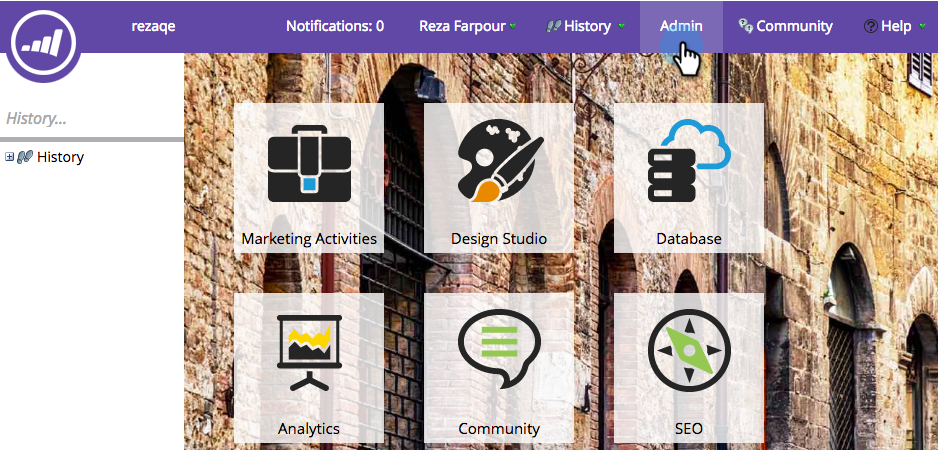 rezaqe Notifications: 0 Reza Farpour History Admin Community Help
History...
History
Marketing Activities Design Studio Database
Analytics Community SEO